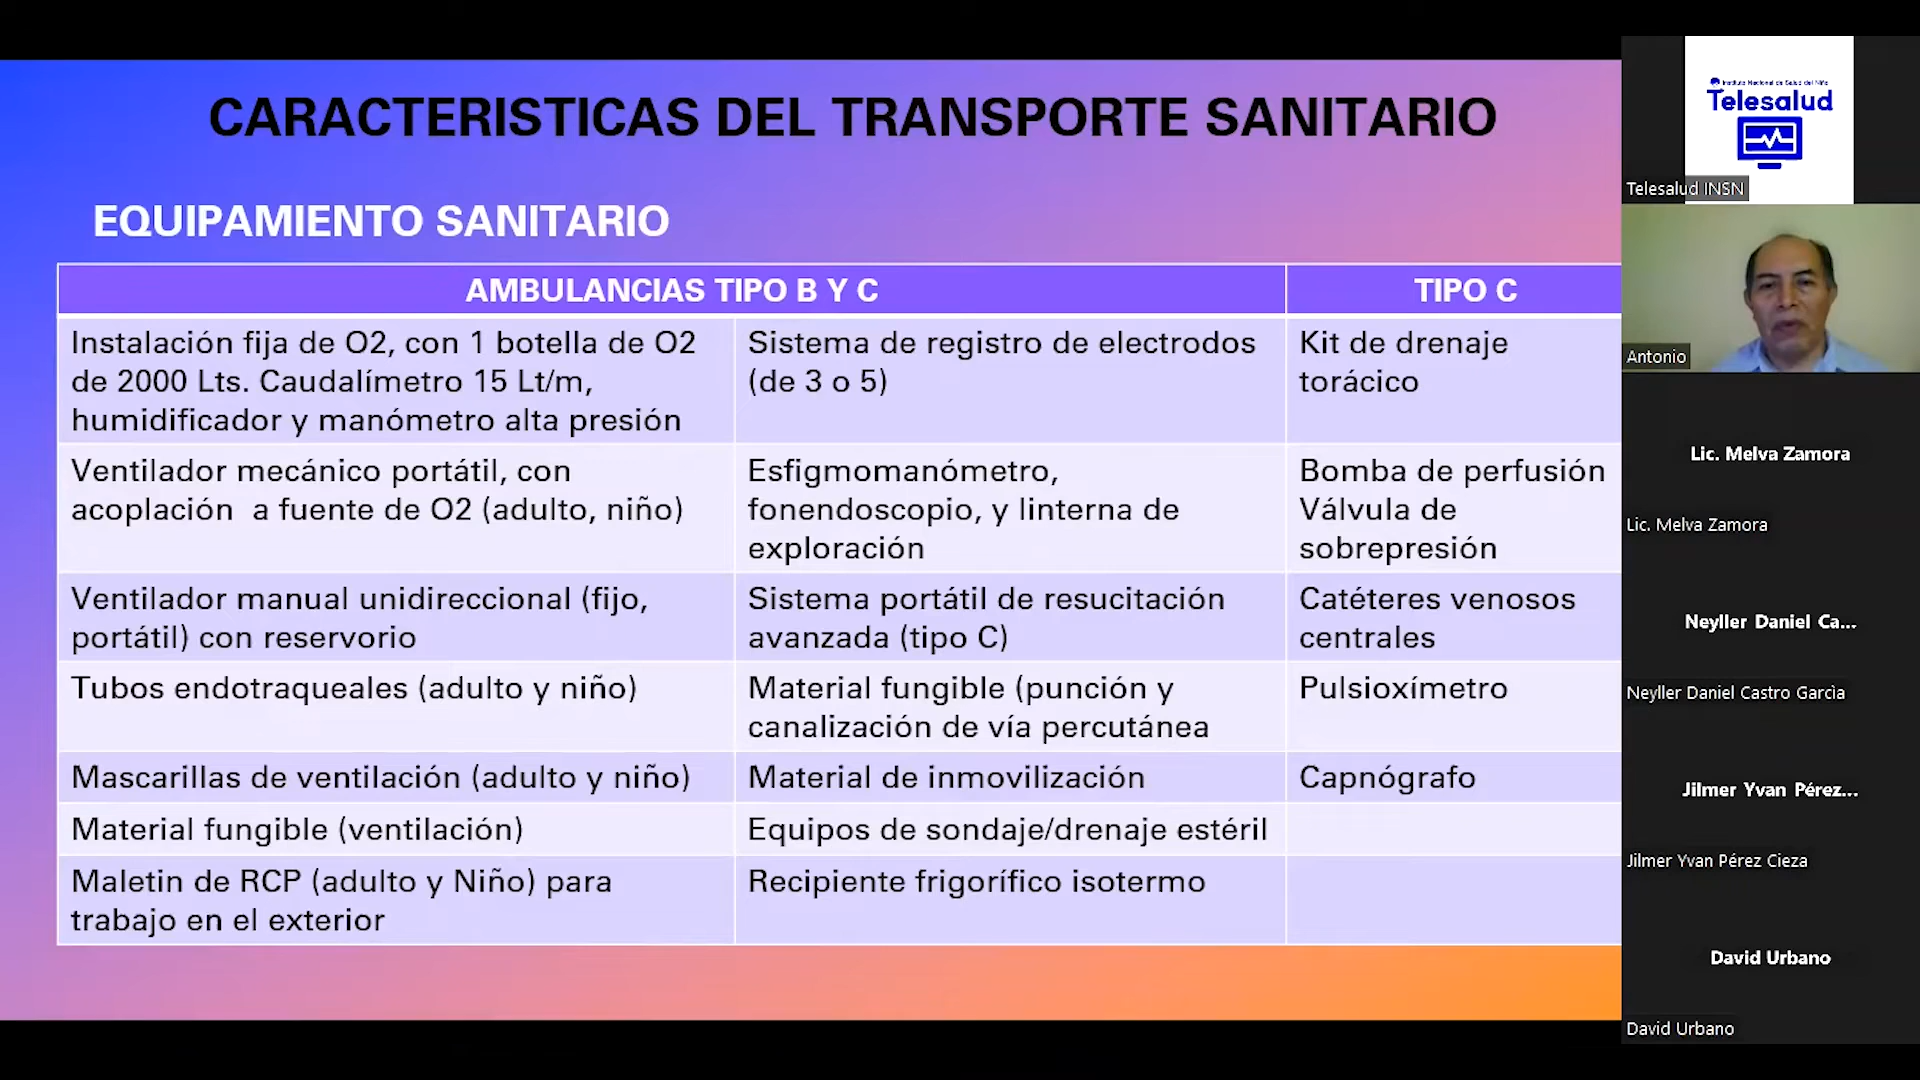 CARACTERISTICAS DEL TRANSPORTE SANITARIO
EQUIPAMIENTO SANITARIO
AMBULANCIAS TIPO B Y C
TIPO C
Instalación fija de O2, con 1 botella de O2
de 2000 Lts. Caudalímetro 15 Lt/m,
humidificador y manómetro alta presión
Sistema de registro de electrodos
(de 3 o 5)
Kit de drenaje
torácico
Ventilador mecánico portátil, con
acoplación a fuente de O2 (adulto, niño)
Esfigmomanómetro,
fonendoscopio, y linterna de
exploración
Bomba de perfusión
Válvula de
sobrepresión
Ventilador manual unidireccional (fijo,
portátil) con reservorio
Sistema portátil de resucitación
avanzada (tipo C)
Catéteres venosos
centrales
Tubos endotraqueales (adulto y niño)
Material fungible (punción y
canalización de vía percutánea
Pulsioxímetro
Mascarillas de ventilación (adulto y niño)
Material de inmovilización
Capnógrafo
Material fungible (ventilación)
Equipos de sondaje/drenaje estéril
Maletin de RCP (adulto y Niño) para
trabajo en el exterior
Recipiente frigorífico isotermo
Instituto Nacional de Salud del Niño
Telesalud
Telesalud INSN
Antonio
Lic. Melva Zamora
Lic. Melva Zamora
Neyller Daniel Ca...
Neyller Daniel Castro Garcìa
Jilmer Yvan Pérez...
Jilmer Yvan Pérez Cieza
David Urbano
David Urbano